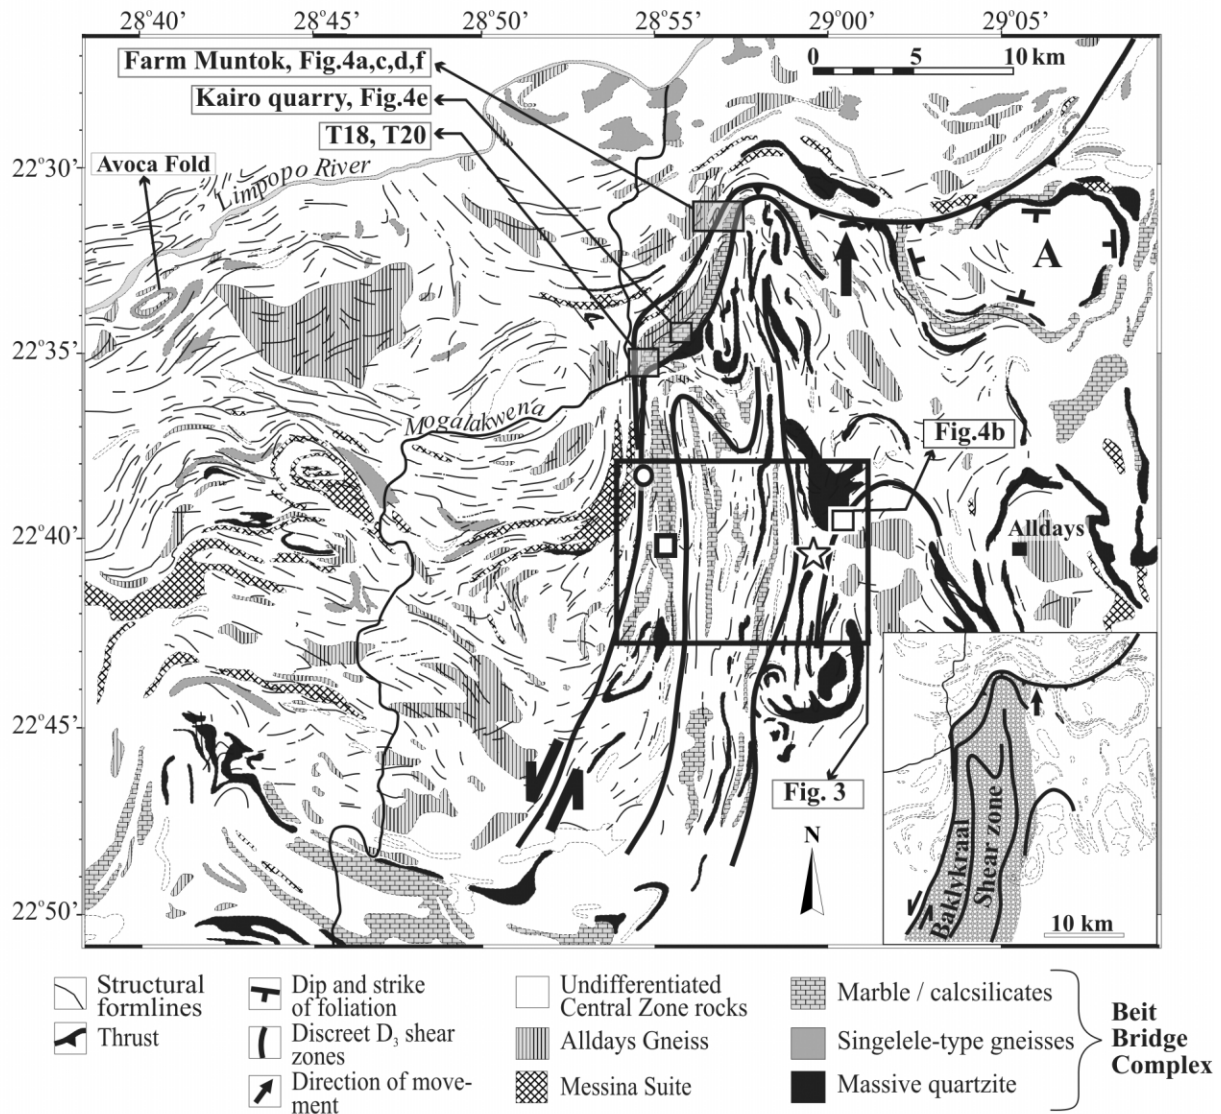 28°40'
28°50'
28°55'
29°00'
29°05'
Farm Muntok, Fig.4a,c,d,f
0 5 10 km
Kairo quarry, Fig.4e
T18, T20
22°30'
Avoca Fold
Limpopo River
A
22°35'
Mogalakwena
Fig.4b
22°40'
Alldays
22°45'
Fig. 3
N
Baklykraal
Shear zone
22°50'
10 km
Structural
formlines
Thrust
Dip and strike
of foliation
Discreet D₃ shear
zones
Direction of move-
ment
Undifferentiated
Central Zone rocks
Alldays Gneiss
Messina Suite
Marble / calcsilicates
Singelele-type gneisses
Massive quartzite
Beit
Bridge
Complex